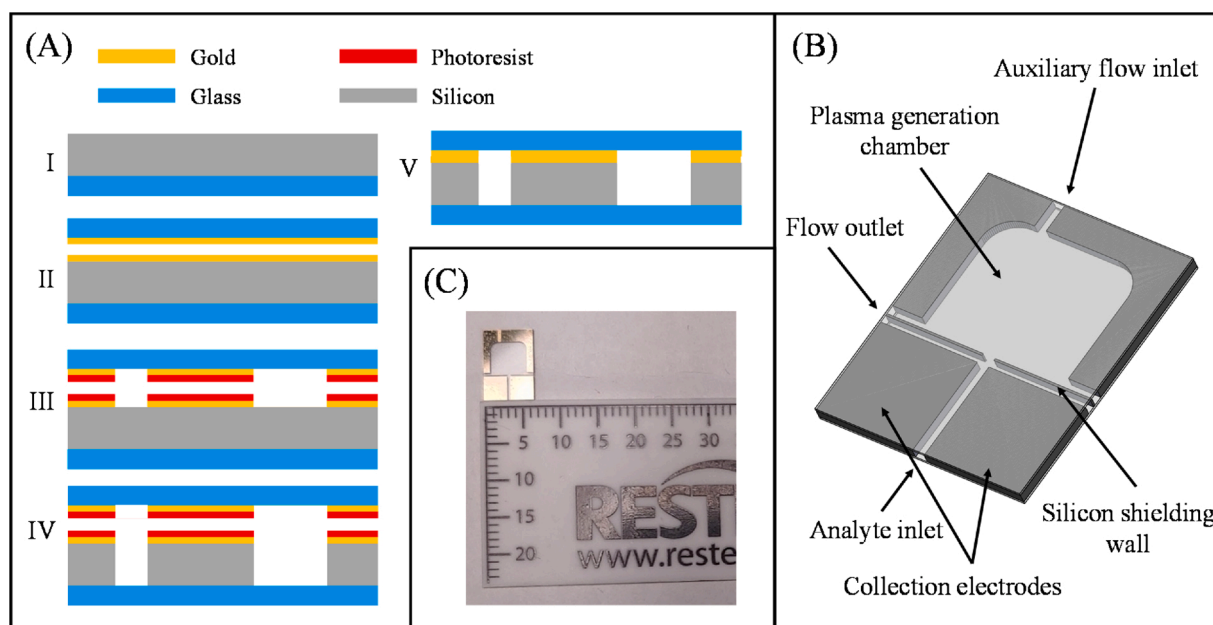 (A)
Gold
Photoresist
Glass
Silicon
I
II
III
IV
V
(B)
Auxiliary flow inlet
Plasma generation
chamber
Flow outlet
Analyte inlet
Silicon shielding
wall
Collection electrodes
(C)
5 10 15 20 25 30
10
15
20
REST
www.reste